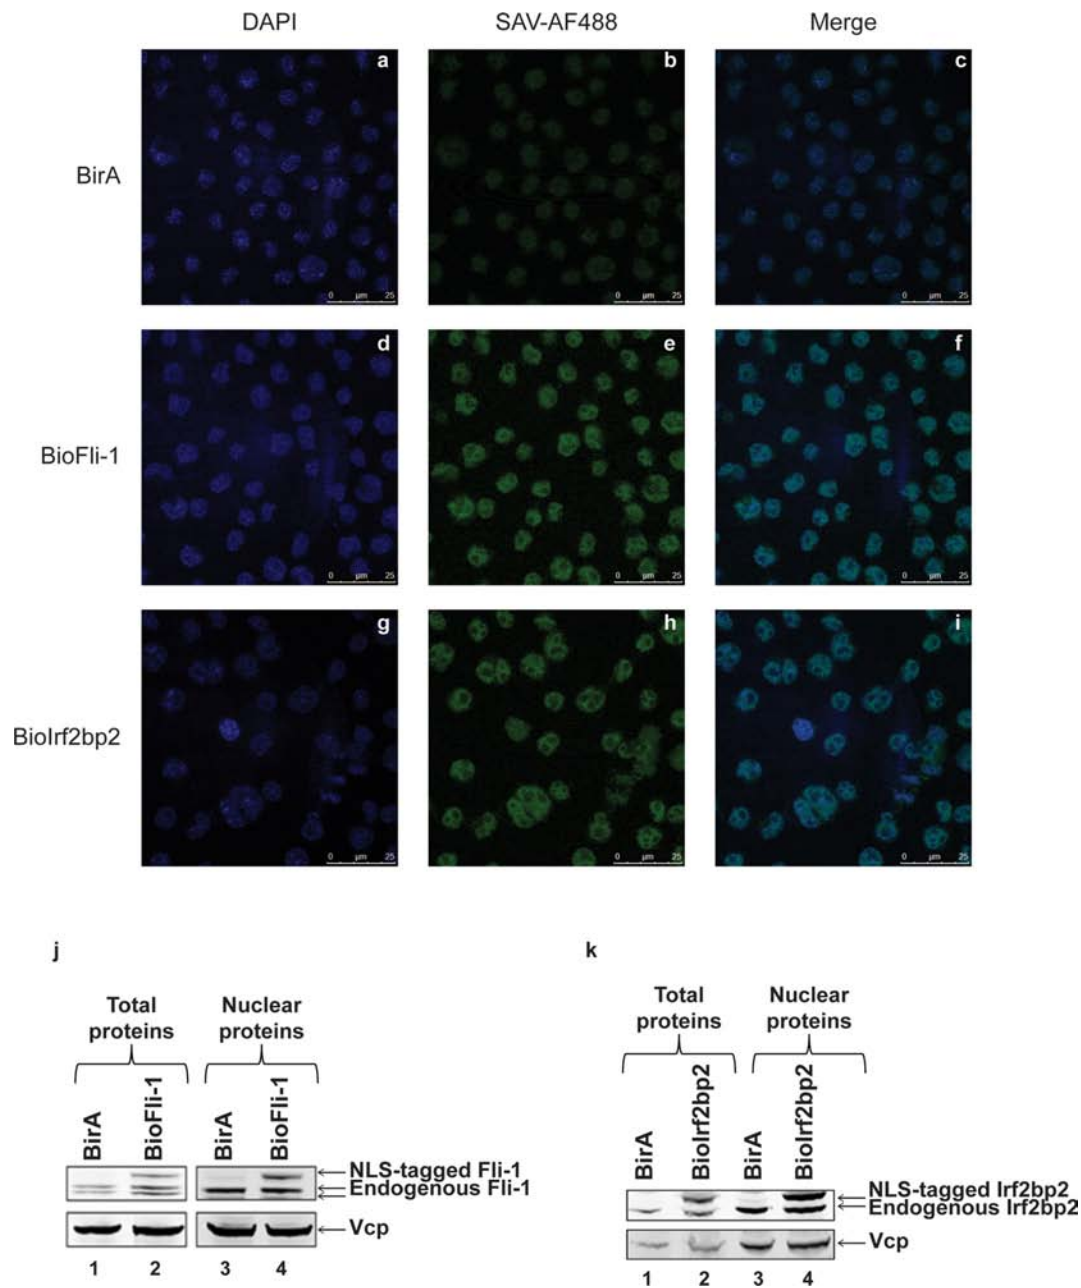 DAPI SAV-AF488 Merge
BirA
a b c
0 µm 25 0 µm 25 0 µm 25
BioFli-1
d e f
0 µm 25 0 µm 25 0 µm 25
BioIrf2bp2
g h i
0 µm 25 0 µm 25 0 µm 25
j
Total proteins
Nuclear proteins
BirA
BioFli-1
BirA
BioFli-1
NLS-tagged Fli-1
Endogenous Fli-1
Vcp
1 2 3 4
k
Total proteins
Nuclear proteins
BirA
BioIrf2bp2
BirA
BioIrf2bp2
NLS-tagged Irf2bp2
Endogenous Irf2bp2
Vcp
1 2 3 4